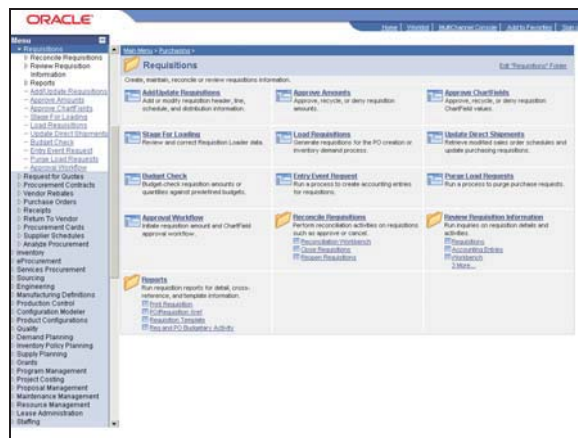 ORACLE
Home | Worklist | MultiChannel Console | Add to Favorites | Sign
Menu
Requisitions
Reconcile Requisitions
Review Requisition
Information
Reports
Add/Update Requisitions
Approve Amounts
Approve ChartFields
Stage For Loading
Load Requisitions
Update Direct Shipments
Budget Check
Entry Event Request
Purge Load Requests
Approval Workflow
Request for Quotes
Procurement Contracts
Vendor Rebates
Purchase Orders
Receipts
Return To Vendor
Procurement Cards
Supplier Schedules
Analyze Procurement
Inventory
eProcurement
Services Procurement
Sourcing
Engineering
Manufacturing Definitions
Production Control
Configuration Modeler
Product Configurations
Quality
Demand Planning
Inventory Policy Planning
Supply Planning
Grants
Program Management
Project Costing
Proposal Management
Maintenance Management
Resource Management
Lease Administration
Staffing
Main Menu > Purchasing >
Requisitions
Edit "Requisitions" Folder
Create, maintain, reconcile or review requisitions information.
Add/Update Requisitions
Add or modify requisition header, line,
schedule, and distribution information.
Approve Amounts
Approve, recycle, or deny requisition
amounts.
Approve ChartFields
Approve, recycle, or deny requisition
ChartField values.
Stage For Loading
Review and correct Requisition Loader data.
Load Requisitions
Generate requisitions for the PO creation or
inventory demand process.
Update Direct Shipments
Retrieve modified sales order schedules and
update purchasing requisitions.
Budget Check
Budget-check requisition amounts or
quantities against predefined budgets.
Entry Event Request
Run a process to create accounting entries
for requisitions.
Purge Load Requests
Run a process to purge purchase requests.
Approval Workflow
Initiate requisition amount and ChartField
approval workflow.
Reconcile Requisitions
Perform reconciliation activities on requisitions
such as approve or cancel.
Reconciliation Workbench
Close Requisitions
Reopen Requisitions
Review Requisition Information
Run inquiries on requisition details and
activities.
Requisitions
Accounting Entries
Workbench
3 More...
Reports
Run requisition reports for detail, cross-
reference, and template information.
Print Requisition
PO/Requisition Xref
Requisition Template
Req and PO Budgetary Activity